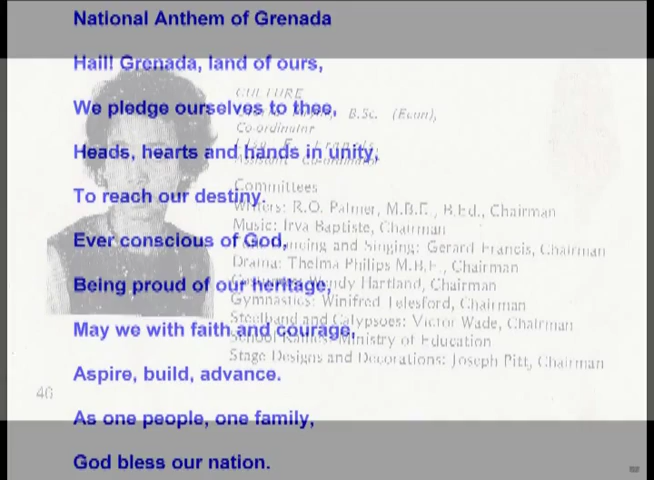 National Anthem of Grenada
Hail! Grenada, land of ours,
We pledge ourselves to thee,
Heads, hearts and hands in unity,
To reach our destiny.
Ever conscious of God,
Being proud of our heritage,
May we with faith and courage,
Aspire, build, advance.
As one people, one family,
God bless our nation.
CULTURE
B.Sc. (Econ),
Co-ordinator
Assistant Co-ordinator
Committees
Writers: R.O. Palmer, M.B.E., B.Ed., Chairman
Music: Irva Baptiste, Chairman
and Singing: Gerard Francis, Chairman
Drama: Thelma Philips M.B.E., Chairman
Hartland, Chairman
Gymnastics: Winifred Telesford, Chairman
Steelband and Calypsoes: Victor Wade, Chairman
Ministry of Education
Stage Designs and Decorations: Joseph Pitt, Chairman
46